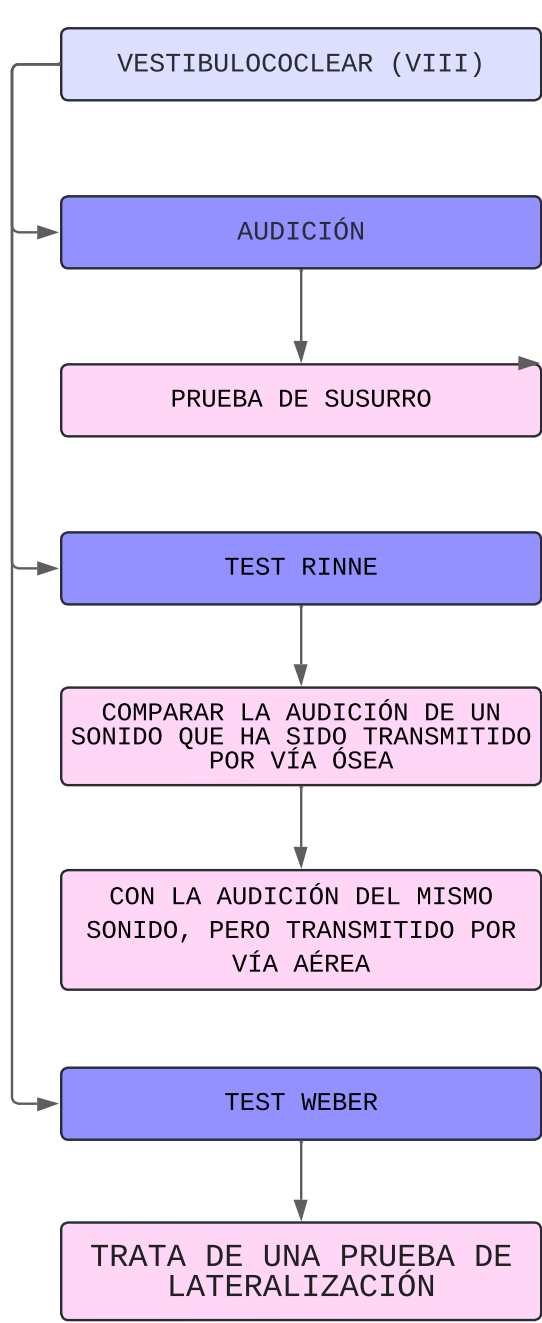 VESTIBULOCOCLEAR (VIII)
AUDICIÓN
PRUEBA DE SUSURRO
TEST RINNE
COMPARAR LA AUDICIÓN DE UN
SONIDO QUE HA SIDO TRANSMITIDO
POR VÍA ÓSEA
CON LA AUDICIÓN DEL MISMO
SONIDO, PERO TRANSMITIDO POR
VÍA AÉREA
TEST WEBER
TRATA DE UNA PRUEBA DE
LATERALIZACIÓN